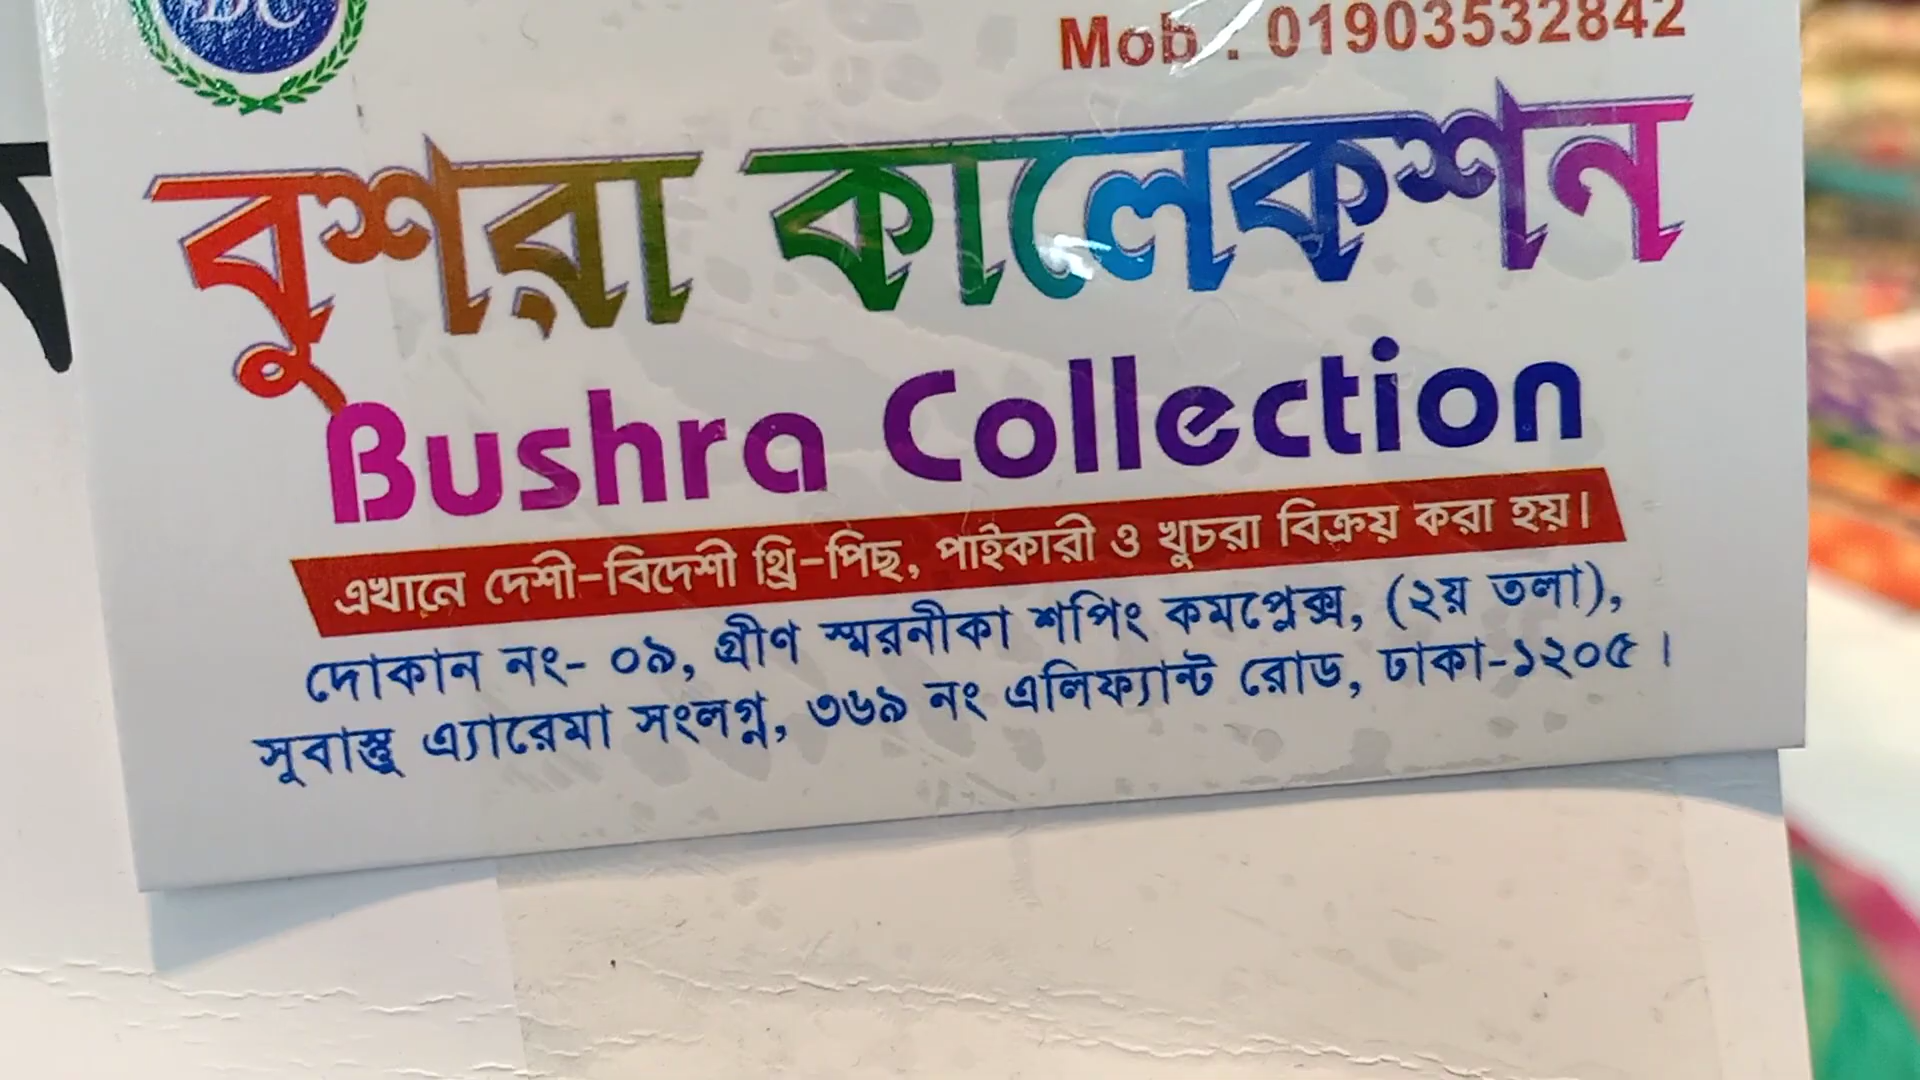 BC
Mob : 01903532842
বুশরা কালেকশন
Bushra Collection
এখানে দেশী-বিদেশী থ্রি-পিছ, পাইকারী ও খুচরা বিক্রয় করা হয়।
দোকান নং- ০৯, গ্রীণ স্মরনীকা শপিং কমপ্লেক্স, (২য় তলা),
সুবাস্তু এ্যারেমা সংলগ্ন, ৩৬৯ নং এলিফ্যান্ট রোড, ঢাকা-১২০৫।